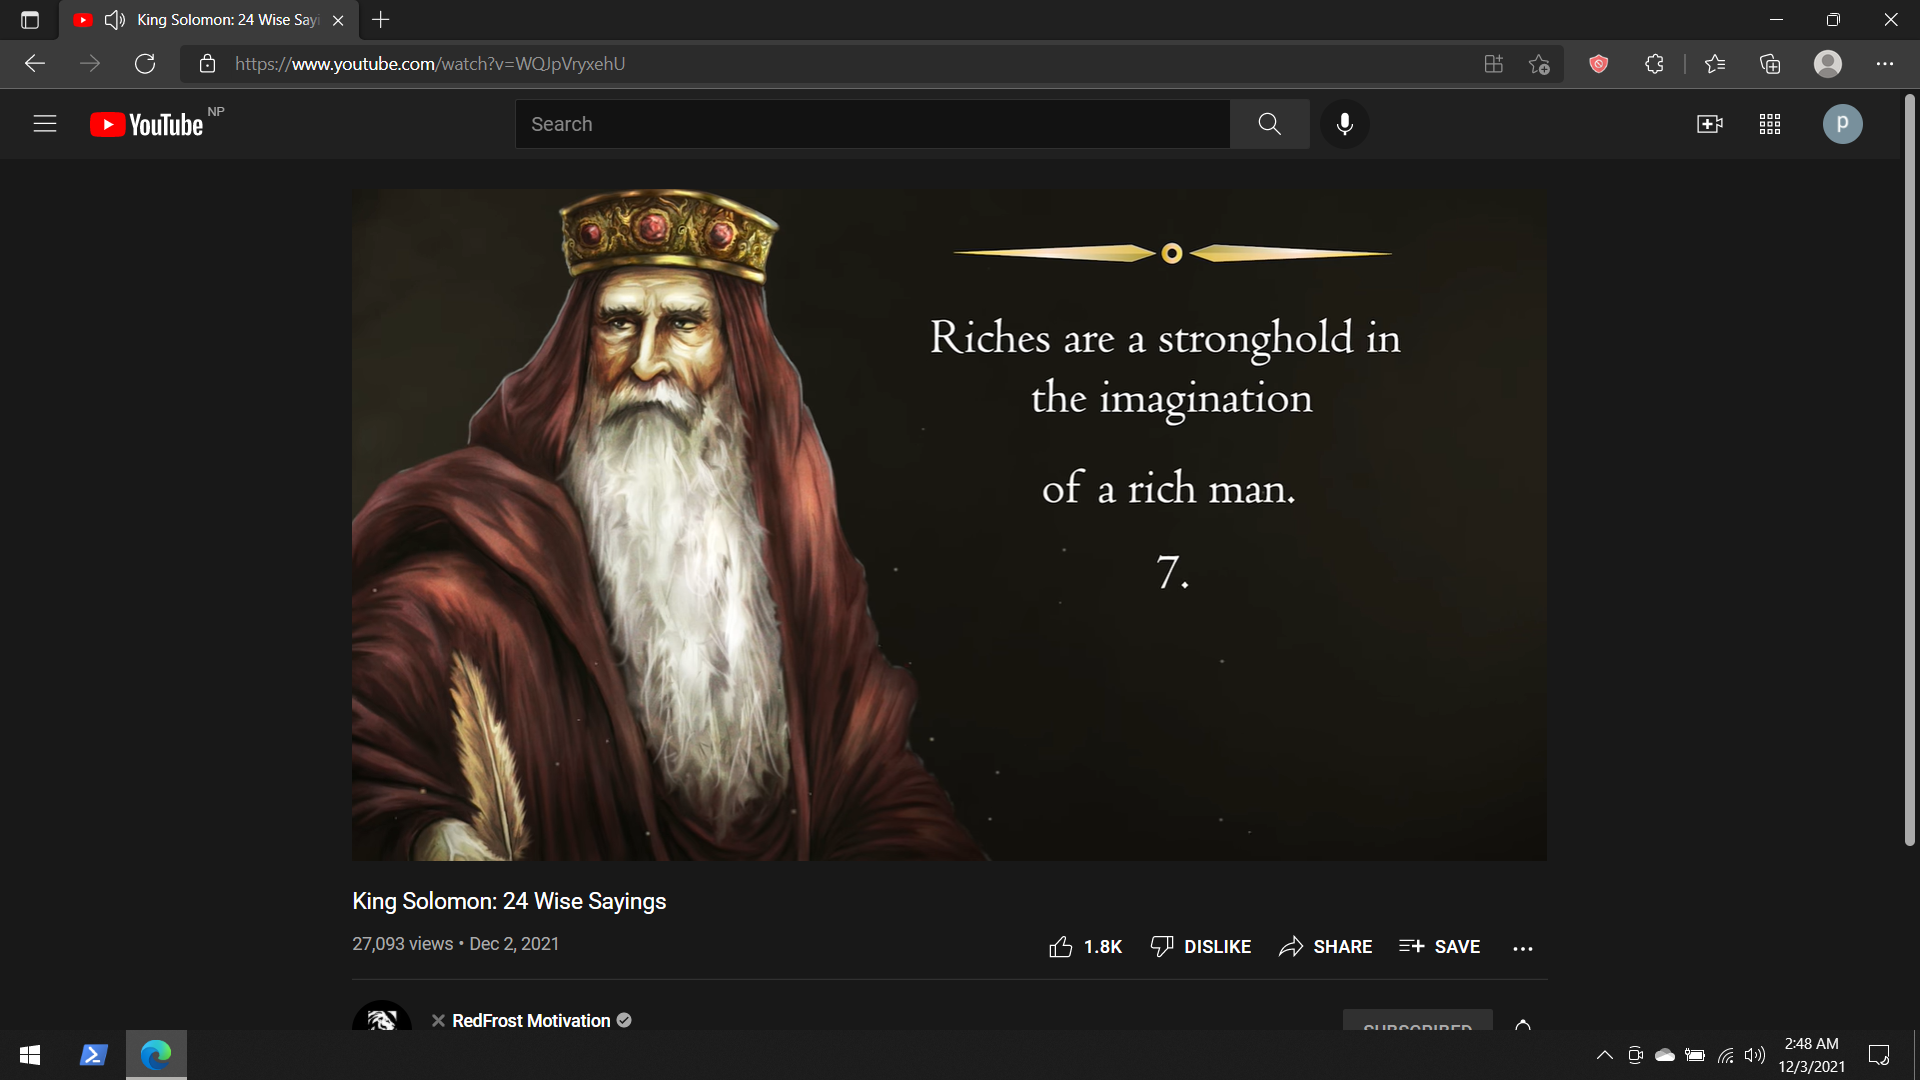 King Solomon: 24 Wise Sayi
https://www.youtube.com/watch?v=WQJpVryxehU
YouTube NP
Search
p
Riches are a stronghold in
the imagination
of a rich man.
7.
King Solomon: 24 Wise Sayings
27,093 views • Dec 2, 2021
1.8K DISLIKE SHARE SAVE
RedFrost Motivation
SUBSCRIBED
2:48 AM
12/3/2021